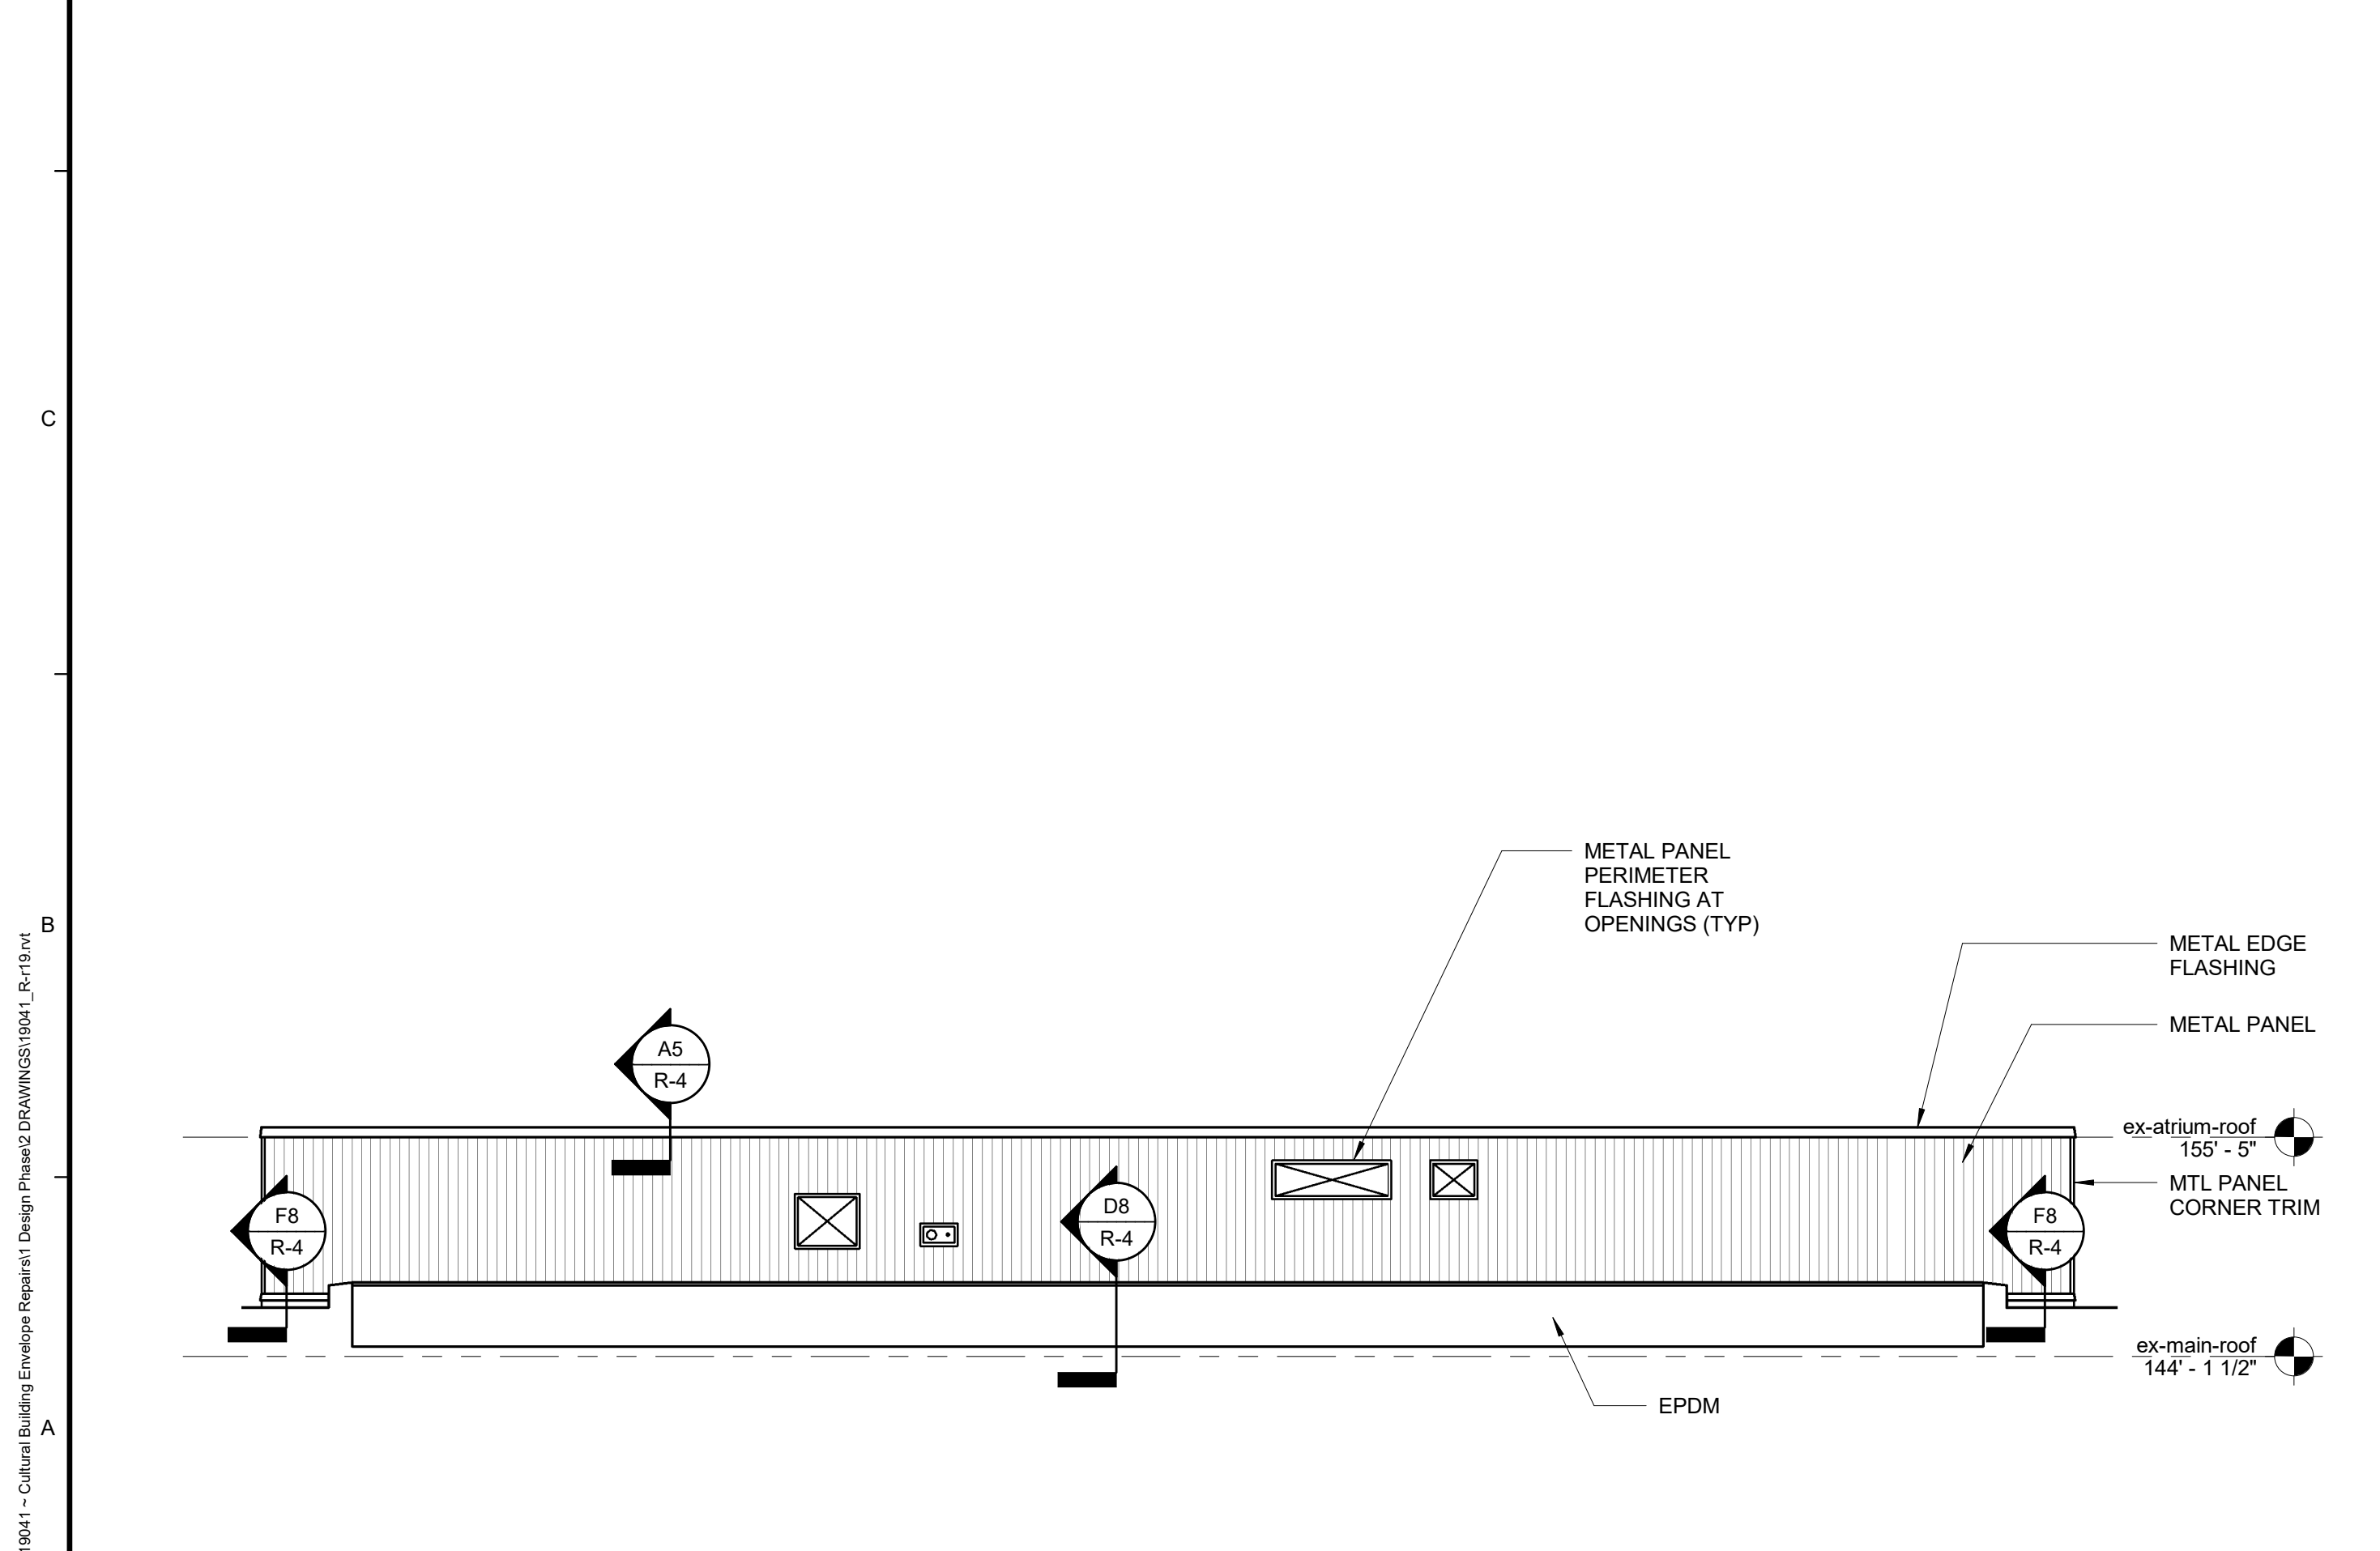 C
B
A
19041 ~ Cultural Building Envelope Repairs\1 Design Phase\2 DRAWINGS\19041_R-r19.rvt
METAL PANEL
PERIMETER
FLASHING AT
OPENINGS (TYP)
METAL EDGE
FLASHING
METAL PANEL
A5
R-4
ex-atrium-roof
155' - 5"
MTL PANEL
CORNER TRIM
F8
R-4
D8
R-4
F8
R-4
ex-main-roof
144' - 1 1/2"
EPDM